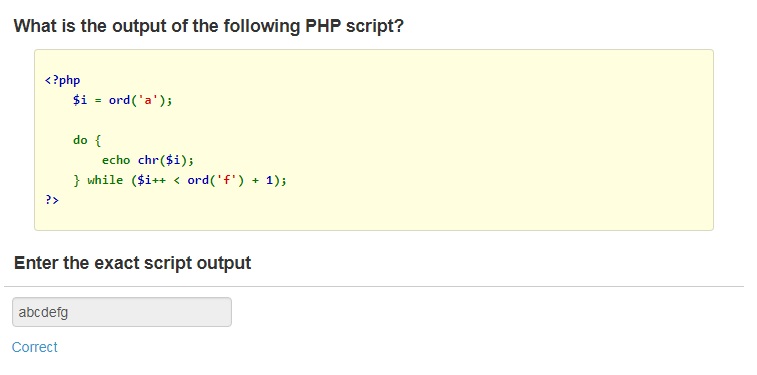 What is the output of the following PHP script?
<?php
$i = ord('a');
do {
echo chr($i);
} while ($i++ < ord('f') + 1);
?>
Enter the exact script output
abcdefg
Correct